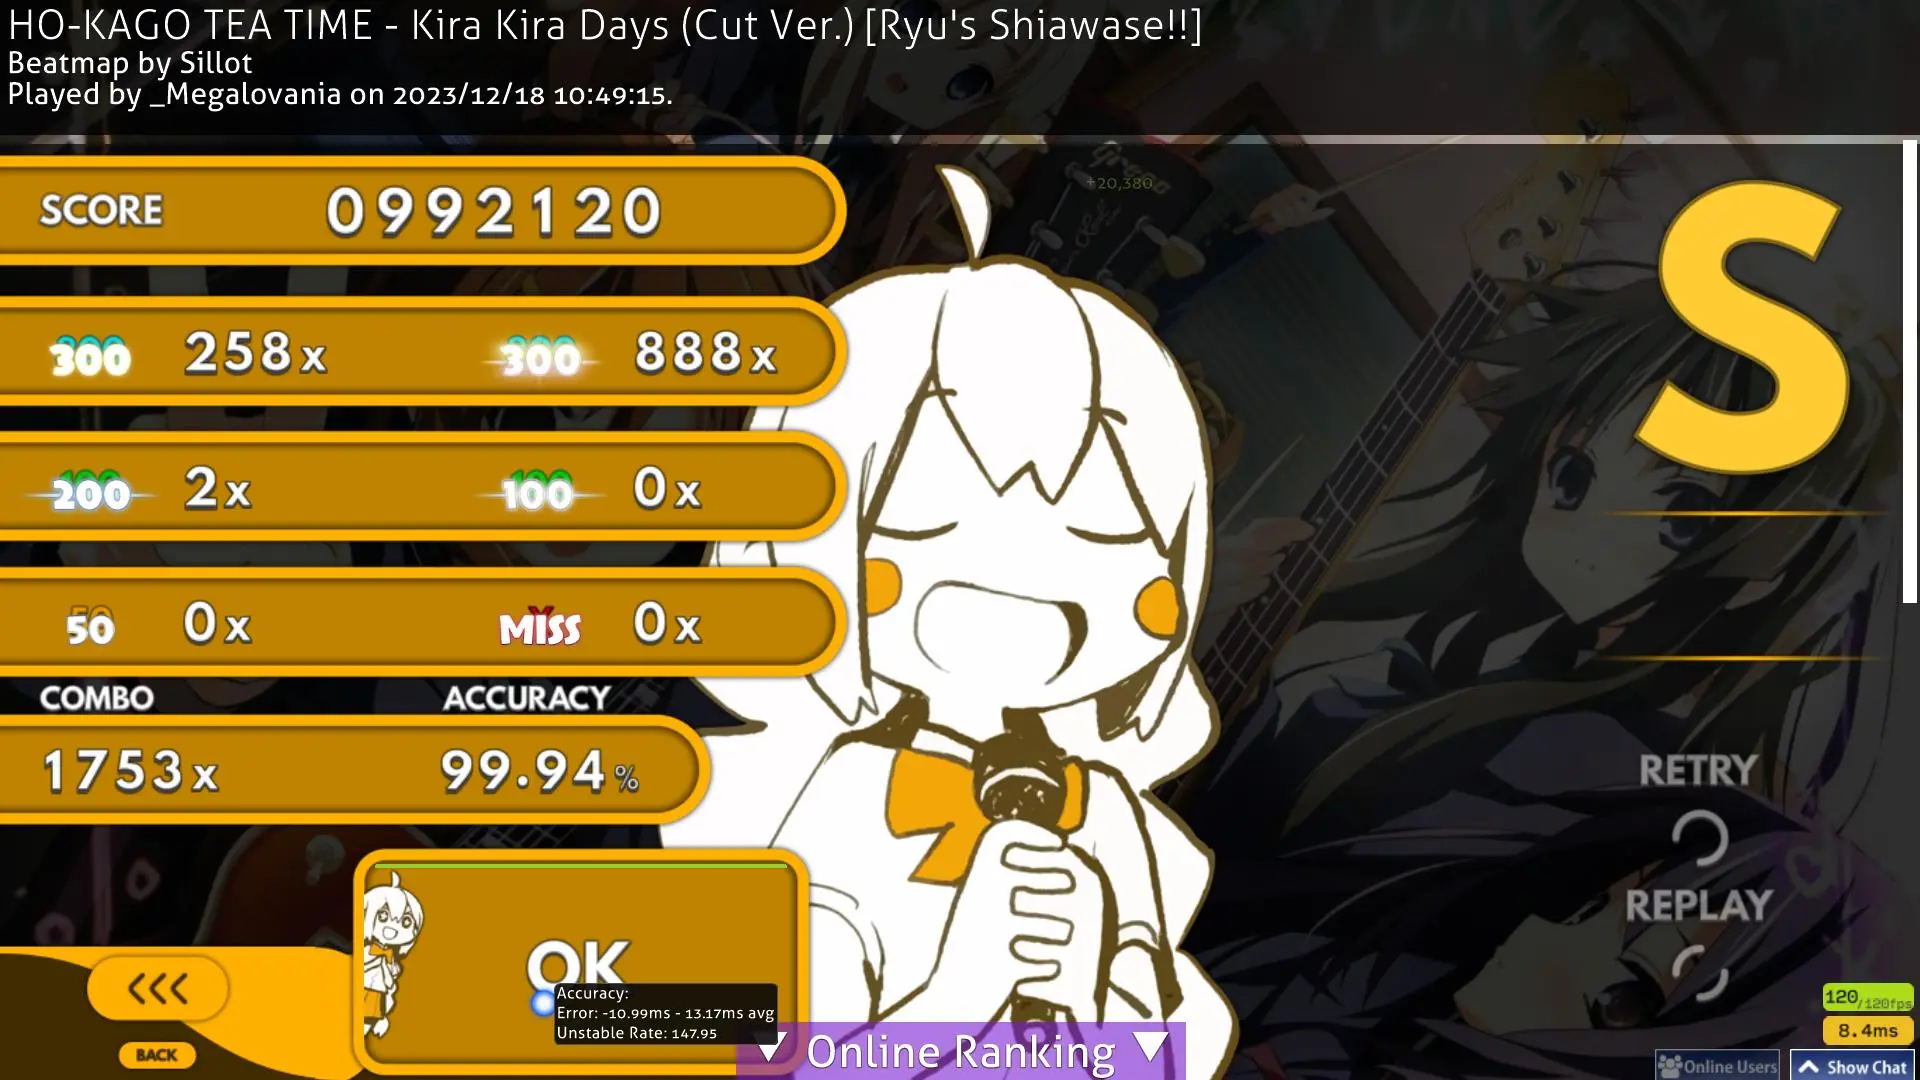 HO-KAGO TEA TIME - Kira Kira Days (Cut Ver.) [Ryu's Shiawase!!]
Beatmap by Sillot
Played by _Megalovania on 2023/12/18 10:49:15.
+20,380
SCORE 0992120
300 258x 300 888x
200 2x 100 0x
50 0x MISS 0x
COMBO ACCURACY
1753x 99.94%
RETRY
REPLAY
OK
Accuracy:
Error: -10.99ms - 13.17ms avg
Unstable Rate: 147.95
<<<
BACK
Online Ranking
120/120fps
8.4ms
Online Users
Show Chat
S